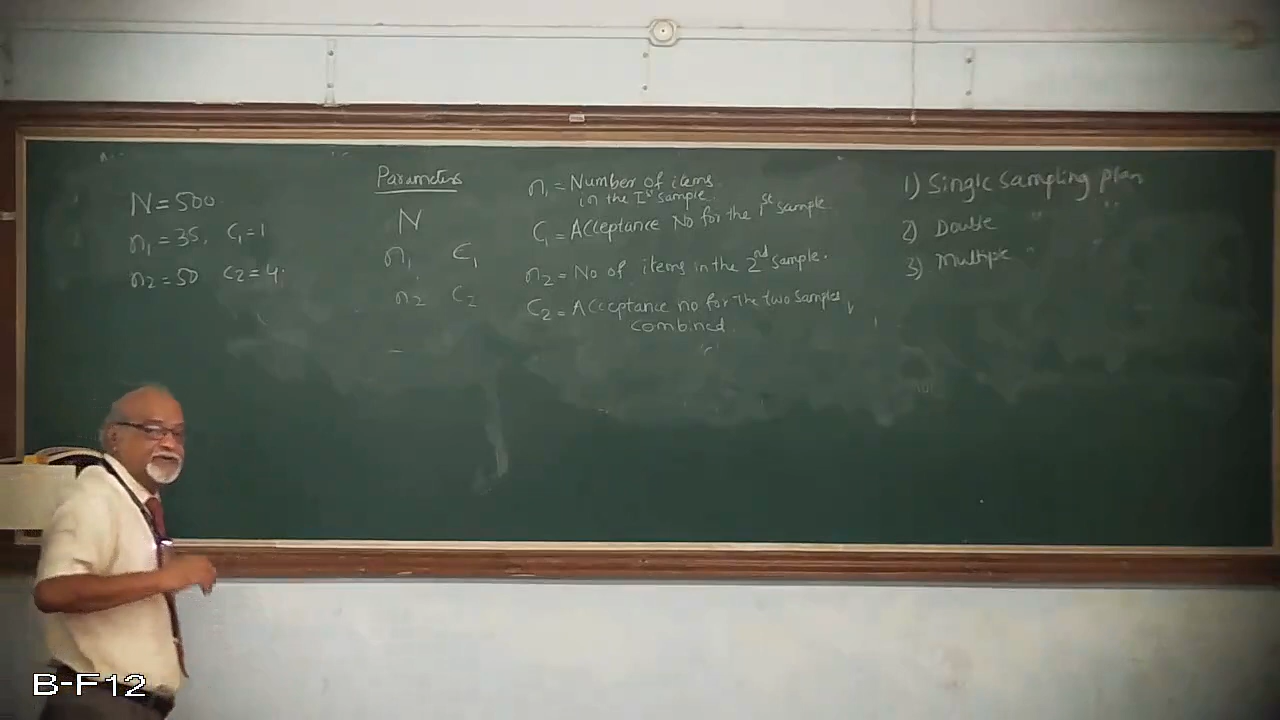 N=500
n1=35, C1=1
n2=50 C2=4.
Parameters
N
n1 C1
n2 C2
n1 = Number of items
in the Ist sample.
C1 = Acceptance No for the 1st sample
n2 = No of items in the 2nd sample.
C2 = Acceptance no for the two samples,
combined.
1) Single sampling plan
2) Double " "
3) Multiple "
B-F12